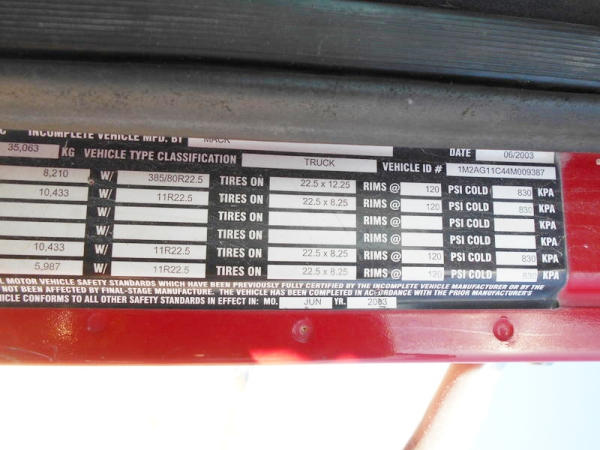 INCOMPLETE VEHICLE MFD. BY MACK DATE 06/2003
35,063 KG VEHICLE TYPE CLASSIFICATION TRUCK VEHICLE ID # 1M2AG11C44M009387
8,210 W/ 385/80R22.5 TIRES ON 22.5 x 12.25 RIMS @ 120 PSI COLD 830 KPA
10,433 W/ 11R22.5 TIRES ON 22.5 x 8.25 RIMS @ 120 PSI COLD 830 KPA
W/ TIRES ON RIMS @ PSI COLD KPA
W/ TIRES ON RIMS @ PSI COLD KPA
10,433 W/ 11R22.5 TIRES ON 22.5 x 8.25 RIMS @ 120 PSI COLD 830 KPA
5,987 W/ 11R22.5 TIRES ON 22.5 x 8.25 RIMS @ 120 PSI COLD 830 KPA
MOTOR VEHICLE SAFETY STANDARDS WHICH HAVE BEEN PREVIOUSLY FULLY CERTIFIED BY THE INCOMPLETE VEHICLE MANUFACTURER OR BY THE
NOT BEEN AFFECTED BY FINAL-STAGE MANUFACTURE. THE VEHICLE HAS BEEN COMPLETED IN ACCORDANCE WITH THE PRIOR MANUFACTURER'S
HICLE CONFORMS TO ALL OTHER SAFETY STANDARDS IN EFFECT IN: MO. JUN YR. 2003